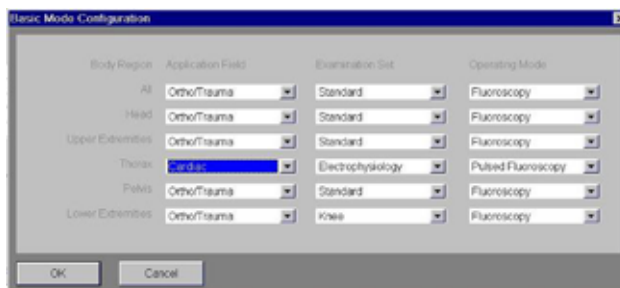 Basic Mode Configuration
Body Region Application Field Examination Set Operating Mode
All Ortho/Trauma Standard Fluoroscopy
Head Ortho/Trauma Standard Fluoroscopy
Upper Extremities Ortho/Trauma Standard Fluoroscopy
Thorax Cardiac Electrophysiology Pulsed Fluoroscopy
Pelvis Ortho/Trauma Standard Fluoroscopy
Lower Extremities Ortho/Trauma Knee Fluoroscopy
OK Cancel